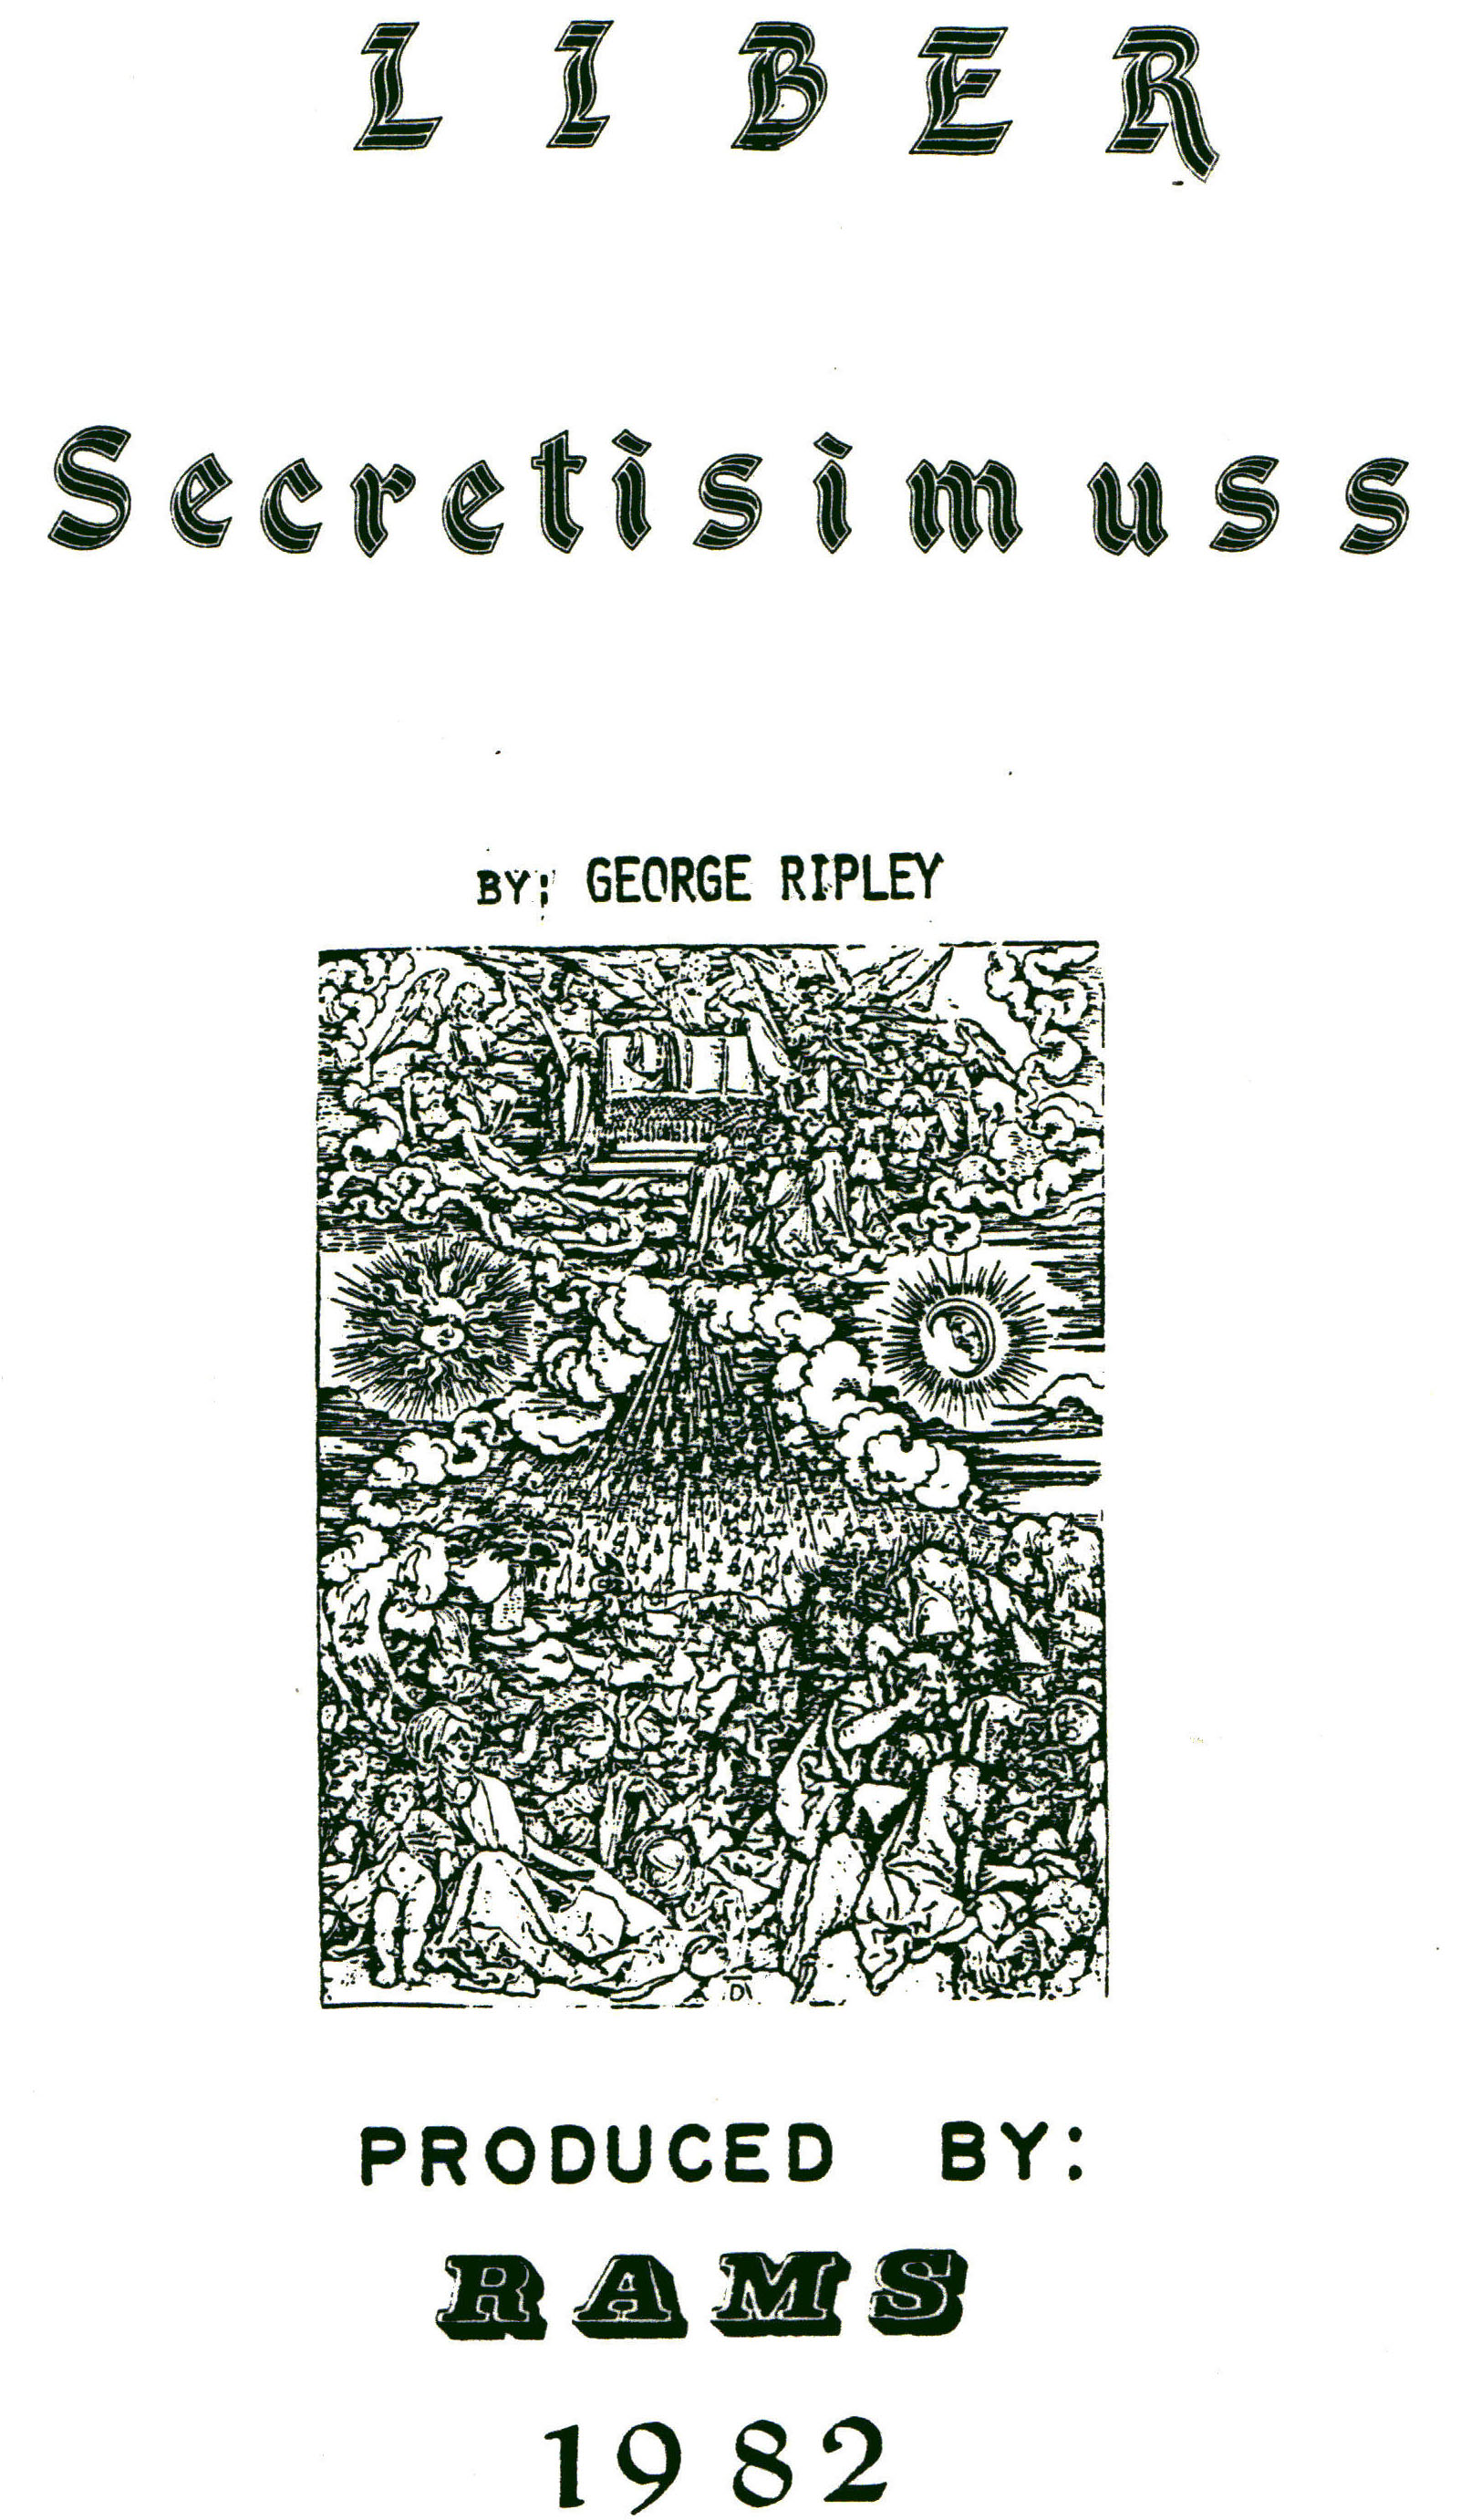 LIBER
Secretisimuss
BY: GEORGE RIPLEY
D
PRODUCED BY:
RAMS
1982